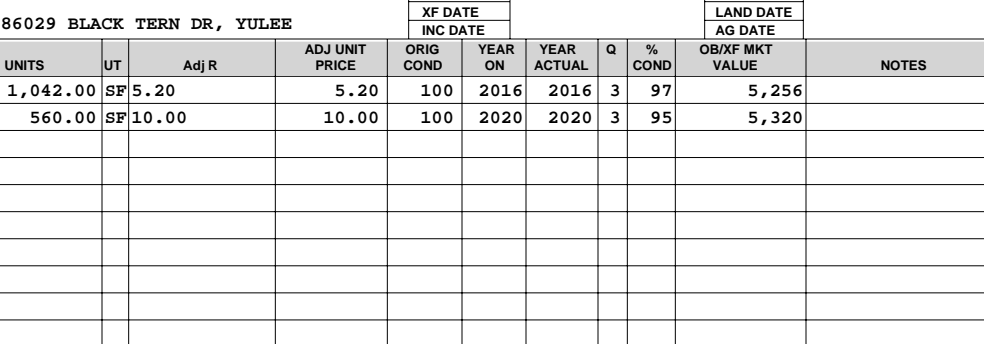 XF DATE LAND DATE
86029 BLACK TERN DR, YULEE INC DATE AG DATE
ADJ UNIT ORIG YEAR YEAR Q % OB/XF MKT
UNITS UT Adj R PRICE COND ON ACTUAL COND VALUE NOTES
1,042.00 SF 5.20 5.20 100 2016 2016 3 97 5,256
560.00 SF 10.00 10.00 100 2020 2020 3 95 5,320